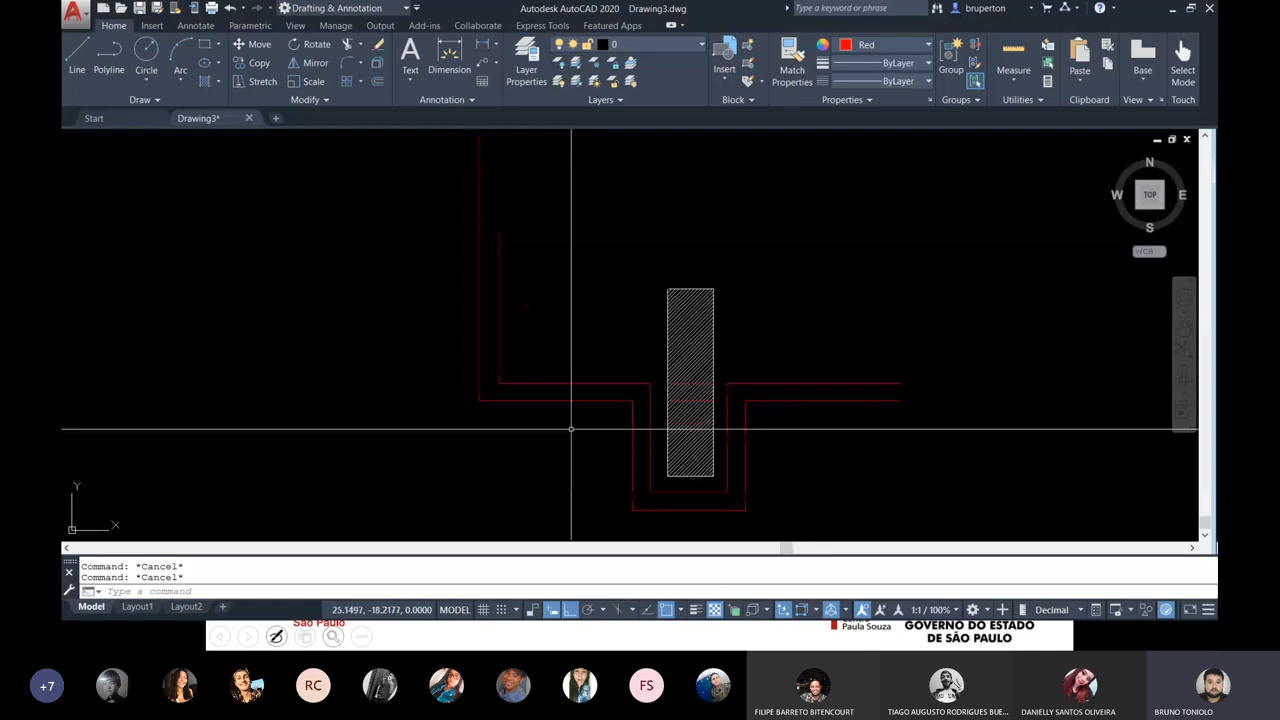 Drafting & Annotation
Autodesk AutoCAD 2020 Drawing3.dwg
Type a keyword or phrase
bruperton
Home Insert Annotate Parametric View Manage Output Add-ins Collaborate Express Tools Featured Apps
Line Polyline Circle Arc
Move Rotate
Copy Mirror
Stretch Scale
Text Dimension
Layer Properties
0
Insert
Match Properties
Red
ByLayer
ByLayer
Group
Measure
Paste
Base
Select Mode
Draw Modify Annotation Layers Block Properties Groups Utilities Clipboard View Touch
Start Drawing3*
N
W TOP E
S
WCS
Y
X
Command: *Cancel*
Command: *Cancel*
Type a command
Model Layout1 Layout2
25.1497, -18.2177, 0.0000 MODEL 1:1 / 100% Decimal
São Paulo
Paula Souza
GOVERNO DO ESTADO
DE SÃO PAULO
+7
RC
FS
FILIPE BARRETO BITENCOURT
TIAGO AUGUSTO RODRIGUES BUE...
DANIELLY SANTOS OLIVEIRA
BRUNO TONIOLO